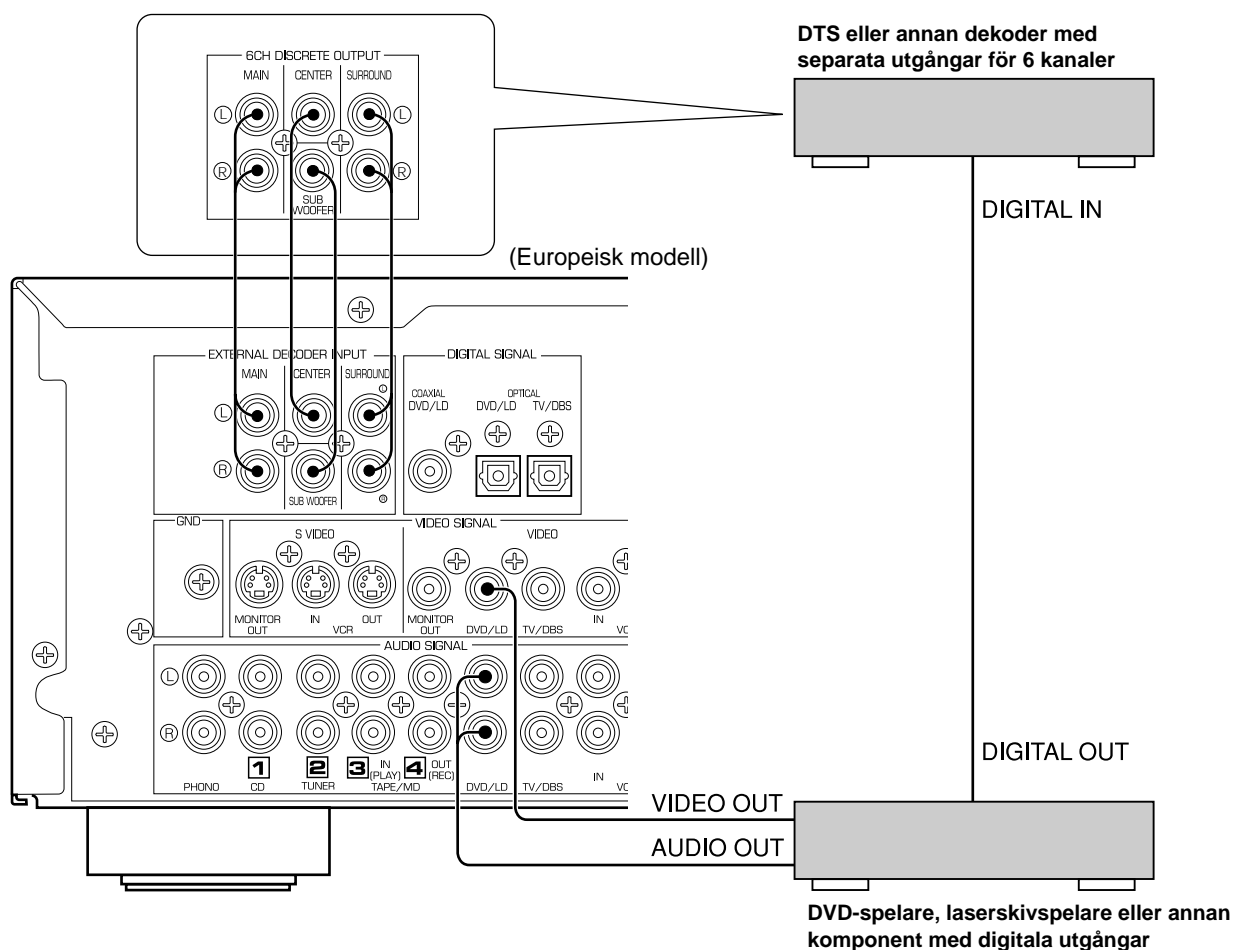 DTS eller annan dekoder med
separata utgångar för 6 kanaler
6CH DISCRETE OUTPUT
MAIN CENTER SURROUND
L L
R R
SUB
WOOFER
DIGITAL IN
(Europeisk modell)
EXTERNAL DECODER INPUT
MAIN CENTER SURROUND
L L
R R
SUB WOOFER
DIGITAL SIGNAL
COAXIAL OPTICAL
DVD/LD DVD/LD TV/DBS
GND
VIDEO SIGNAL
S VIDEO VIDEO
MONITOR OUT IN OUT MONITOR OUT DVD/LD TV/DBS IN
VCR VC
AUDIO SIGNAL
L
R
1 2 3 IN (PLAY) 4 OUT (REC) IN
PHONO CD TUNER TAPE/MD DVD/LD TV/DBS VC
DIGITAL OUT
VIDEO OUT
AUDIO OUT
DVD-spelare, laserskivspelare eller annan
komponent med digitala utgångar